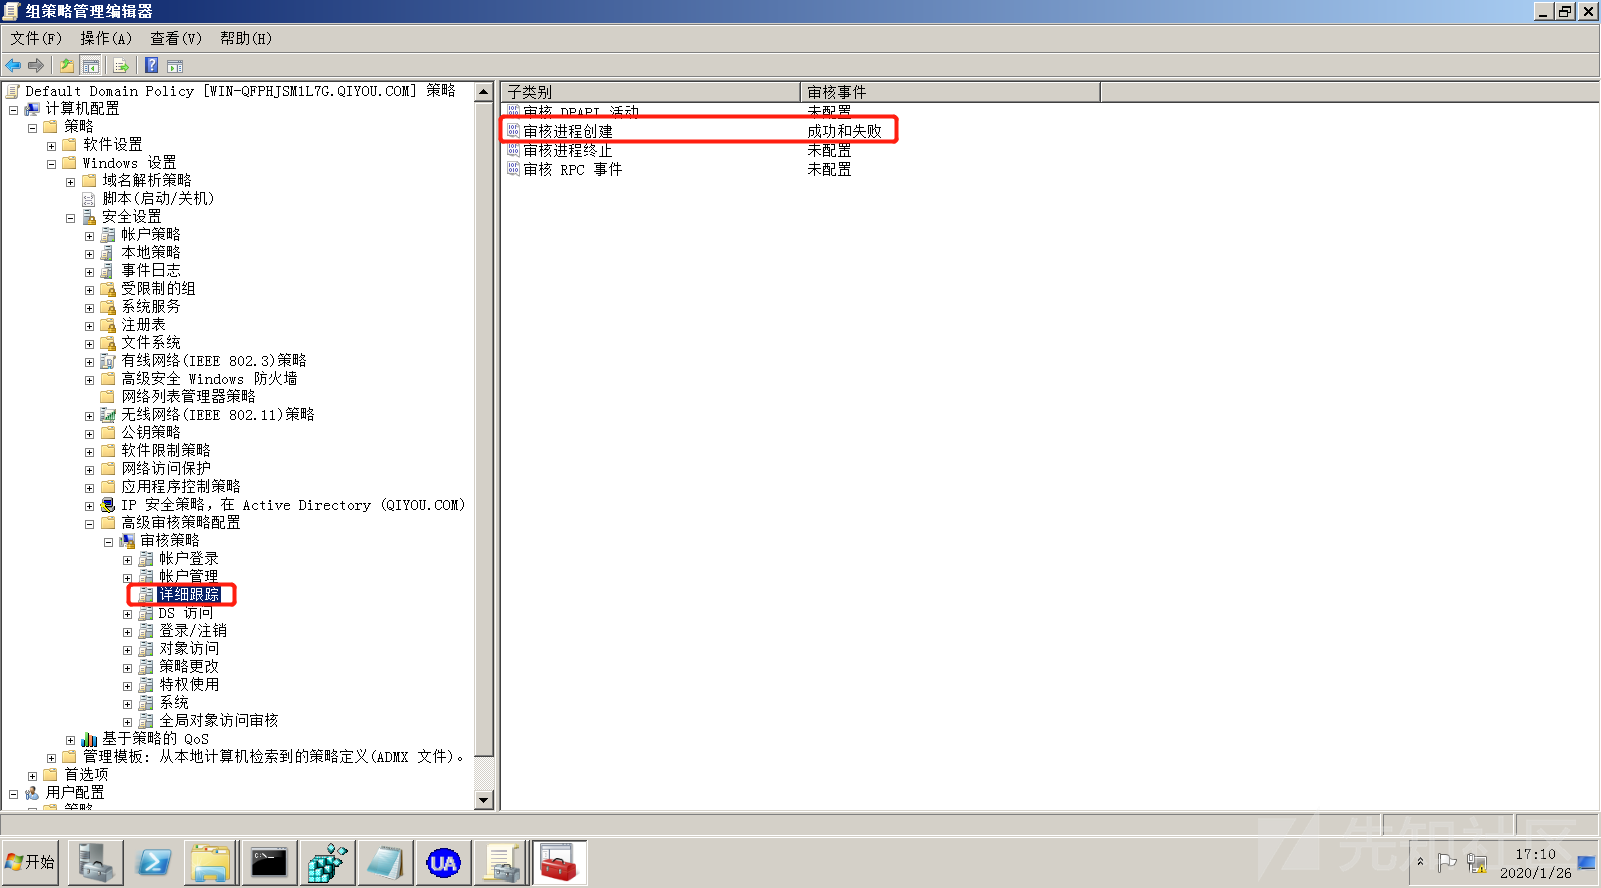 组策略管理编辑器
文件(F) 操作(A) 查看(V) 帮助(H)
Default Domain Policy [WIN-QFPHJSM1L7G.QIYOU.COM] 策略
计算机配置
策略
软件设置
Windows 设置
域名解析策略
脚本(启动/关机)
安全设置
帐户策略
本地策略
事件日志
受限制的组
系统服务
注册表
文件系统
有线网络(IEEE 802.3)策略
高级安全 Windows 防火墙
网络列表管理器策略
无线网络(IEEE 802.11)策略
公钥策略
软件限制策略
网络访问保护
应用程序控制策略
IP 安全策略，在 Active Directory (QIYOU.COM)
高级审核策略配置
审核策略
帐户登录
帐户管理
详细跟踪
DS 访问
登录/注销
对象访问
策略更改
特权使用
系统
全局对象访问审核
基于策略的 QoS
管理模板: 从本地计算机检索到的策略定义(ADMX 文件)。
首选项
用户配置
策略
子类别 审核事件
审核 DPAPI 活动 未配置
审核进程创建 成功和失败
审核进程终止 未配置
审核 RPC 事件 未配置
先知社区
开始
UA
17:10
2020/1/26